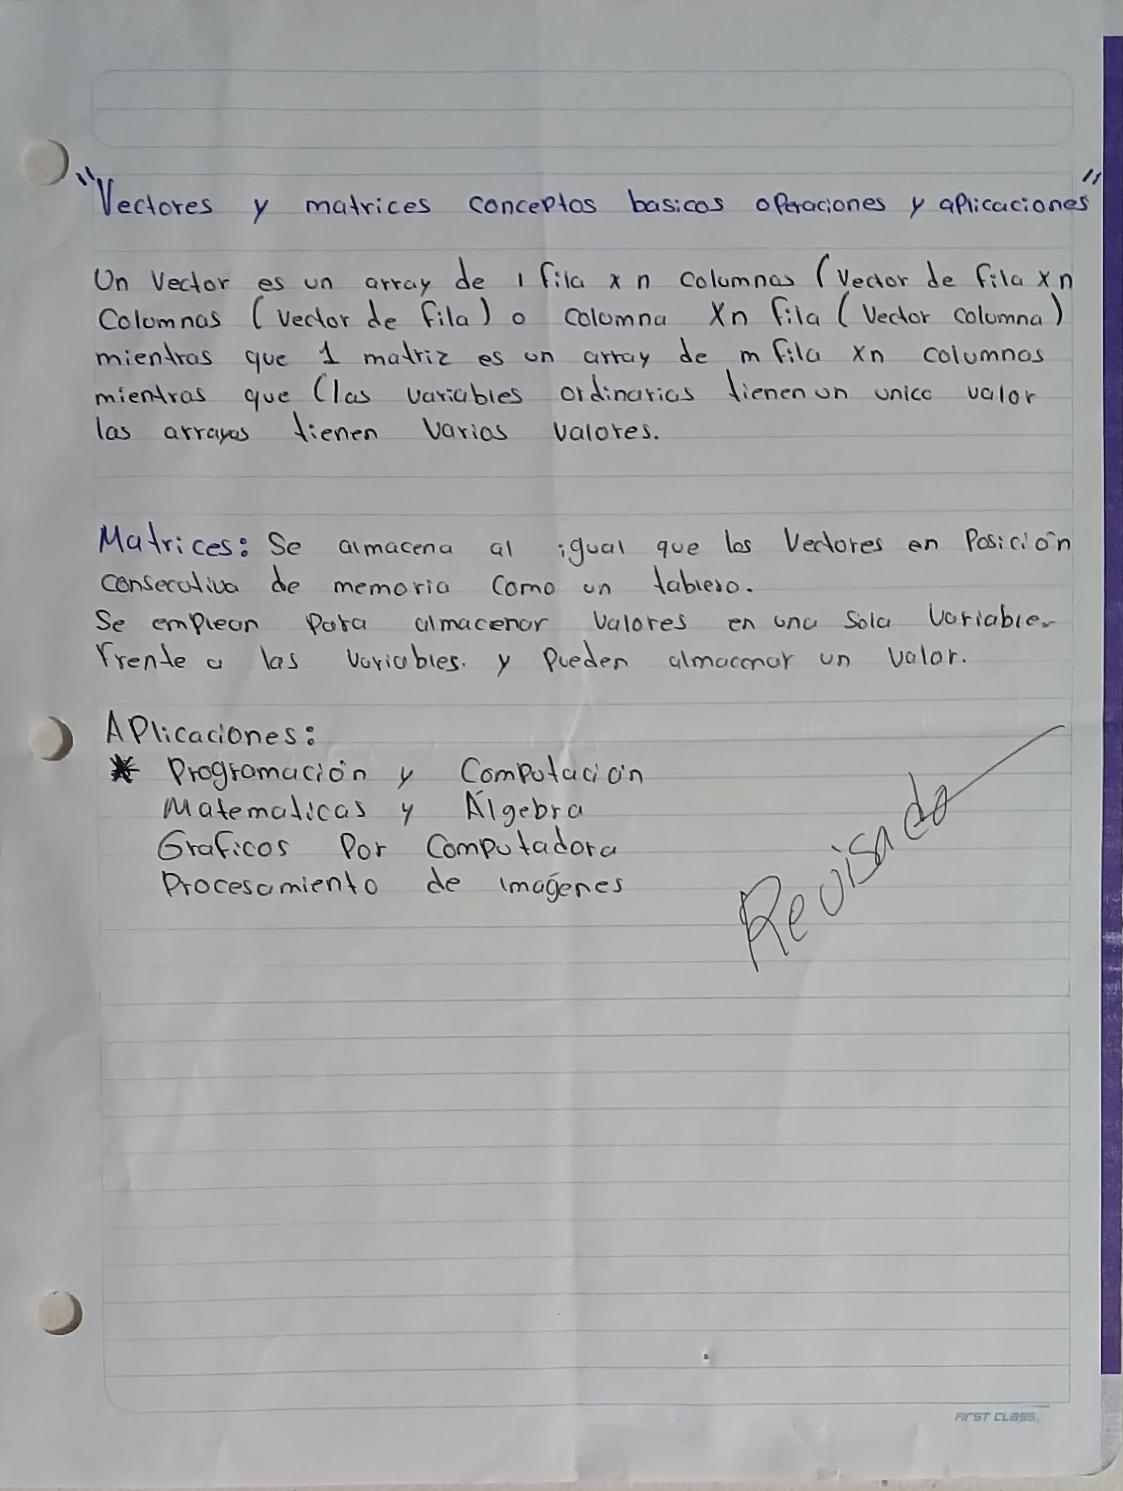 "Vectores y matrices conceptos basicos operaciones y aplicaciones"
Un Vector es un array de 1 fila x n columnas (Vector de fila xn
Columnas (Vector de fila) o columna Xn fila (Vector columna)
mientras que 1 matriz es un array de m fila xn columnas
mientras que (las variables ordinarias tienen un unico valor
las arrayes tienen varios valores.
Matrices: Se almacena al igual que los Vectores en Posición
consecutiva de memoria como un tablero.
Se emplean para almacenar valores en una sola variable.
Frente a las variables. y pueden almacenar un valor.
Aplicaciones:
* Programación y Computación
Matematicas y Álgebra
Graficos Por Computadora
Procesamiento de imagenes
Revisado
FIRST CLASS